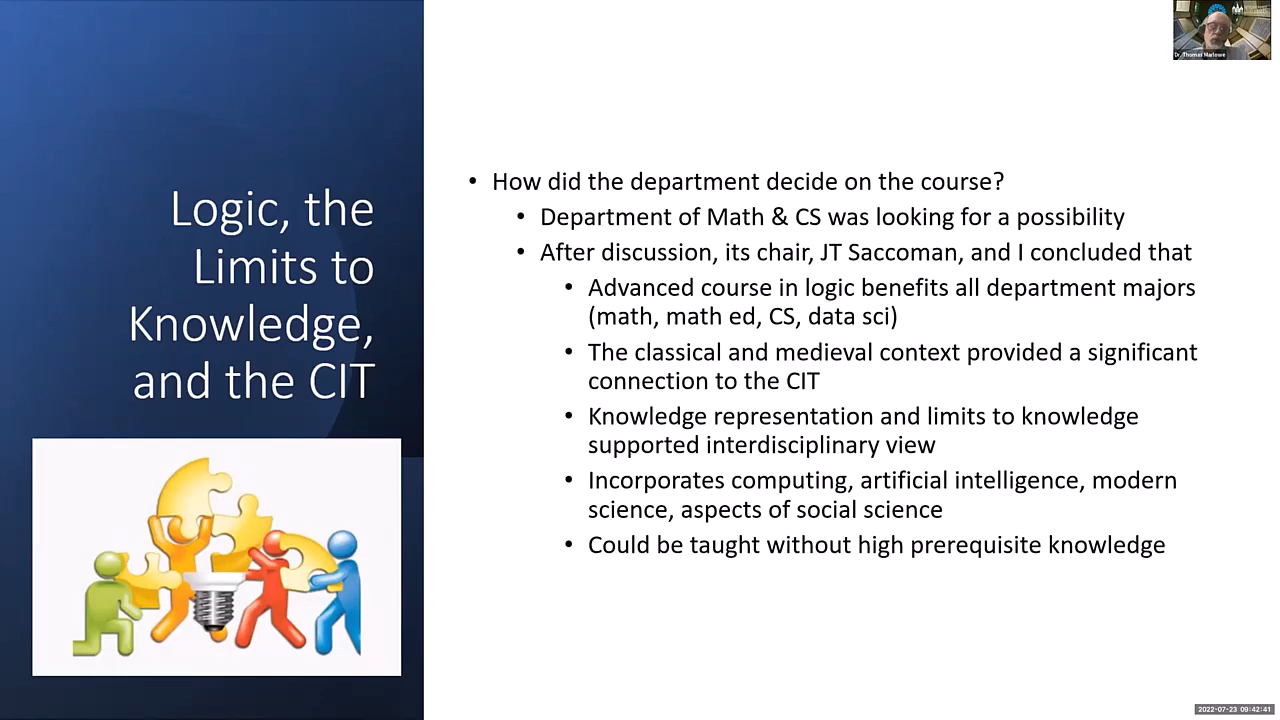 Dr. Thomas Marlowe
Logic, the
Limits to
Knowledge,
and the CIT
• How did the department decide on the course?
• Department of Math & CS was looking for a possibility
• After discussion, its chair, JT Saccoman, and I concluded that
• Advanced course in logic benefits all department majors
(math, math ed, CS, data sci)
• The classical and medieval context provided a significant
connection to the CIT
• Knowledge representation and limits to knowledge
supported interdisciplinary view
• Incorporates computing, artificial intelligence, modern
science, aspects of social science
• Could be taught without high prerequisite knowledge
2022-07-23 09:42:41